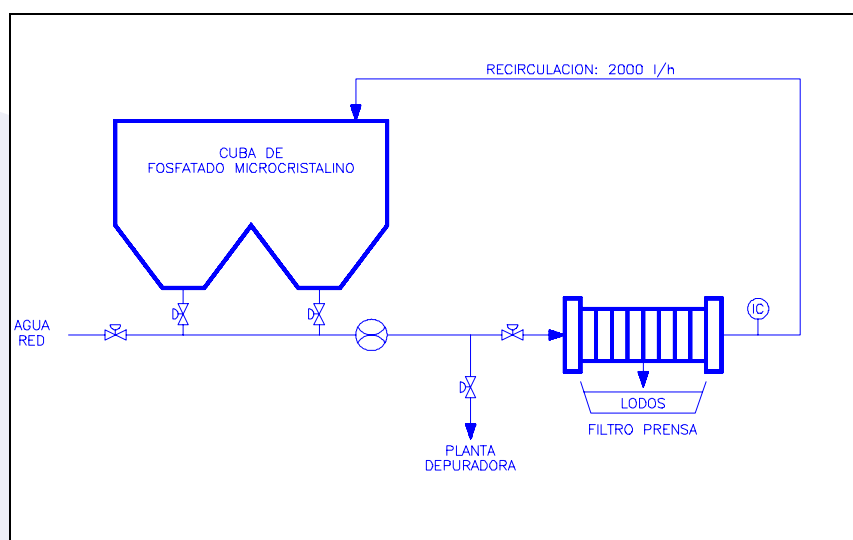 RECIRCULACION: 2000 l/h
CUBA DE
FOSFATADO MICROCRISTALINO
AGUA
RED
IC
LODOS
FILTRO PRENSA
PLANTA
DEPURADORA